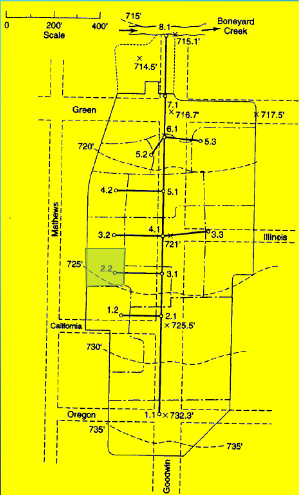 715'
0 200' 400'
Scale
8.1
Boneyard
Creek
715.1'
714.5'
7.1
Green
716.7'
717.5'
6.1
5.3
720'
5.2
4.2
5.1
Mathews
3.2
4.1
3.3
Illinois
721'
725'
2.2
3.1
1.2
2.1
California
725.5'
730'
Oregon
1.1
732.3'
735'
735'
Goodwin